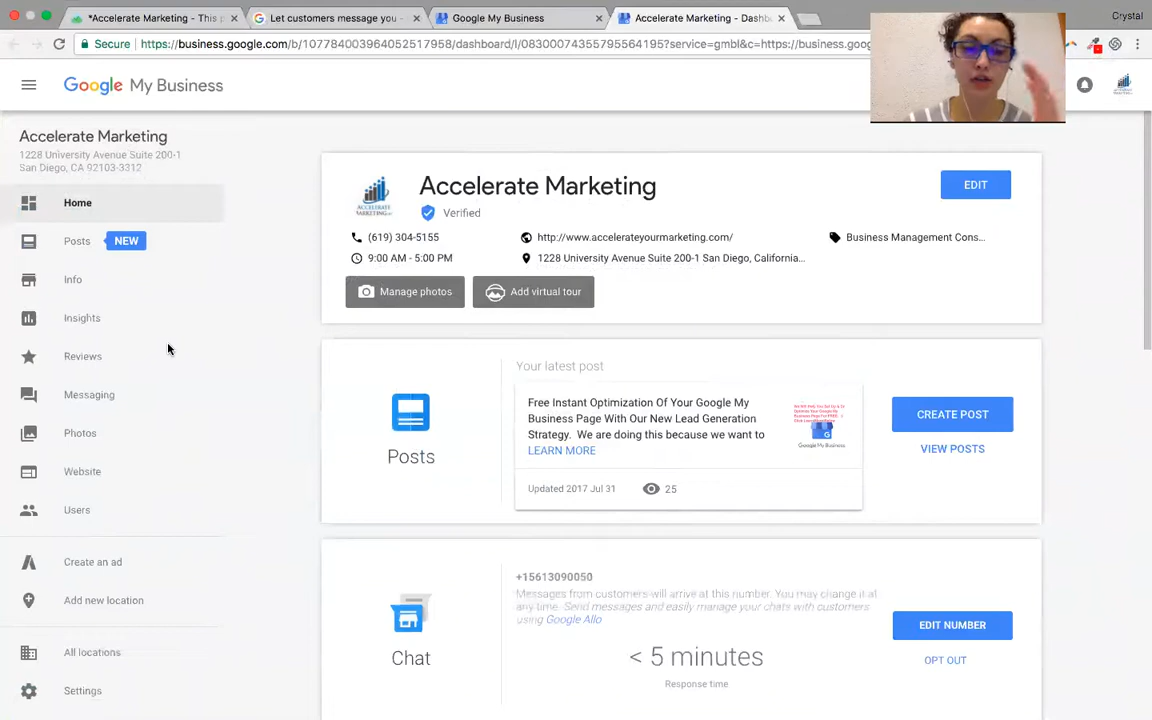 *Accelerate Marketing - This p
Let customers message you -
Google My Business
Accelerate Marketing - Dashb
Crystal
Secure
https://business.google.com/b/107784003964052517958/dashboard/l/08300074355795564195?service=gmbl&c=https://business.goo
Google My Business
Accelerate Marketing
1228 University Avenue Suite 200-1
San Diego, CA 92103-3312
Home
Posts NEW
Info
Insights
Reviews
Messaging
Photos
Website
Users
Create an ad
Add new location
All locations
Settings
Accelerate Marketing
EDIT
ACCELERATE
MARKETING
Verified
(619) 304-5155
http://www.accelerateyourmarketing.com/
Business Management Cons...
9:00 AM - 5:00 PM
1228 University Avenue Suite 200-1 San Diego, California...
Manage photos
Add virtual tour
Posts
Your latest post
Free Instant Optimization Of Your Google My
Business Page With Our New Lead Generation
Strategy. We are doing this because we want to
LEARN MORE
Google My Business
Updated 2017 Jul 31
25
CREATE POST
VIEW POSTS
Chat
+15613090050
Messages from customers will arrive at this number. You may change it at
any time. Send messages and easily manage your chats with customers
using Google Allo
< 5 minutes
Response time
EDIT NUMBER
OPT OUT